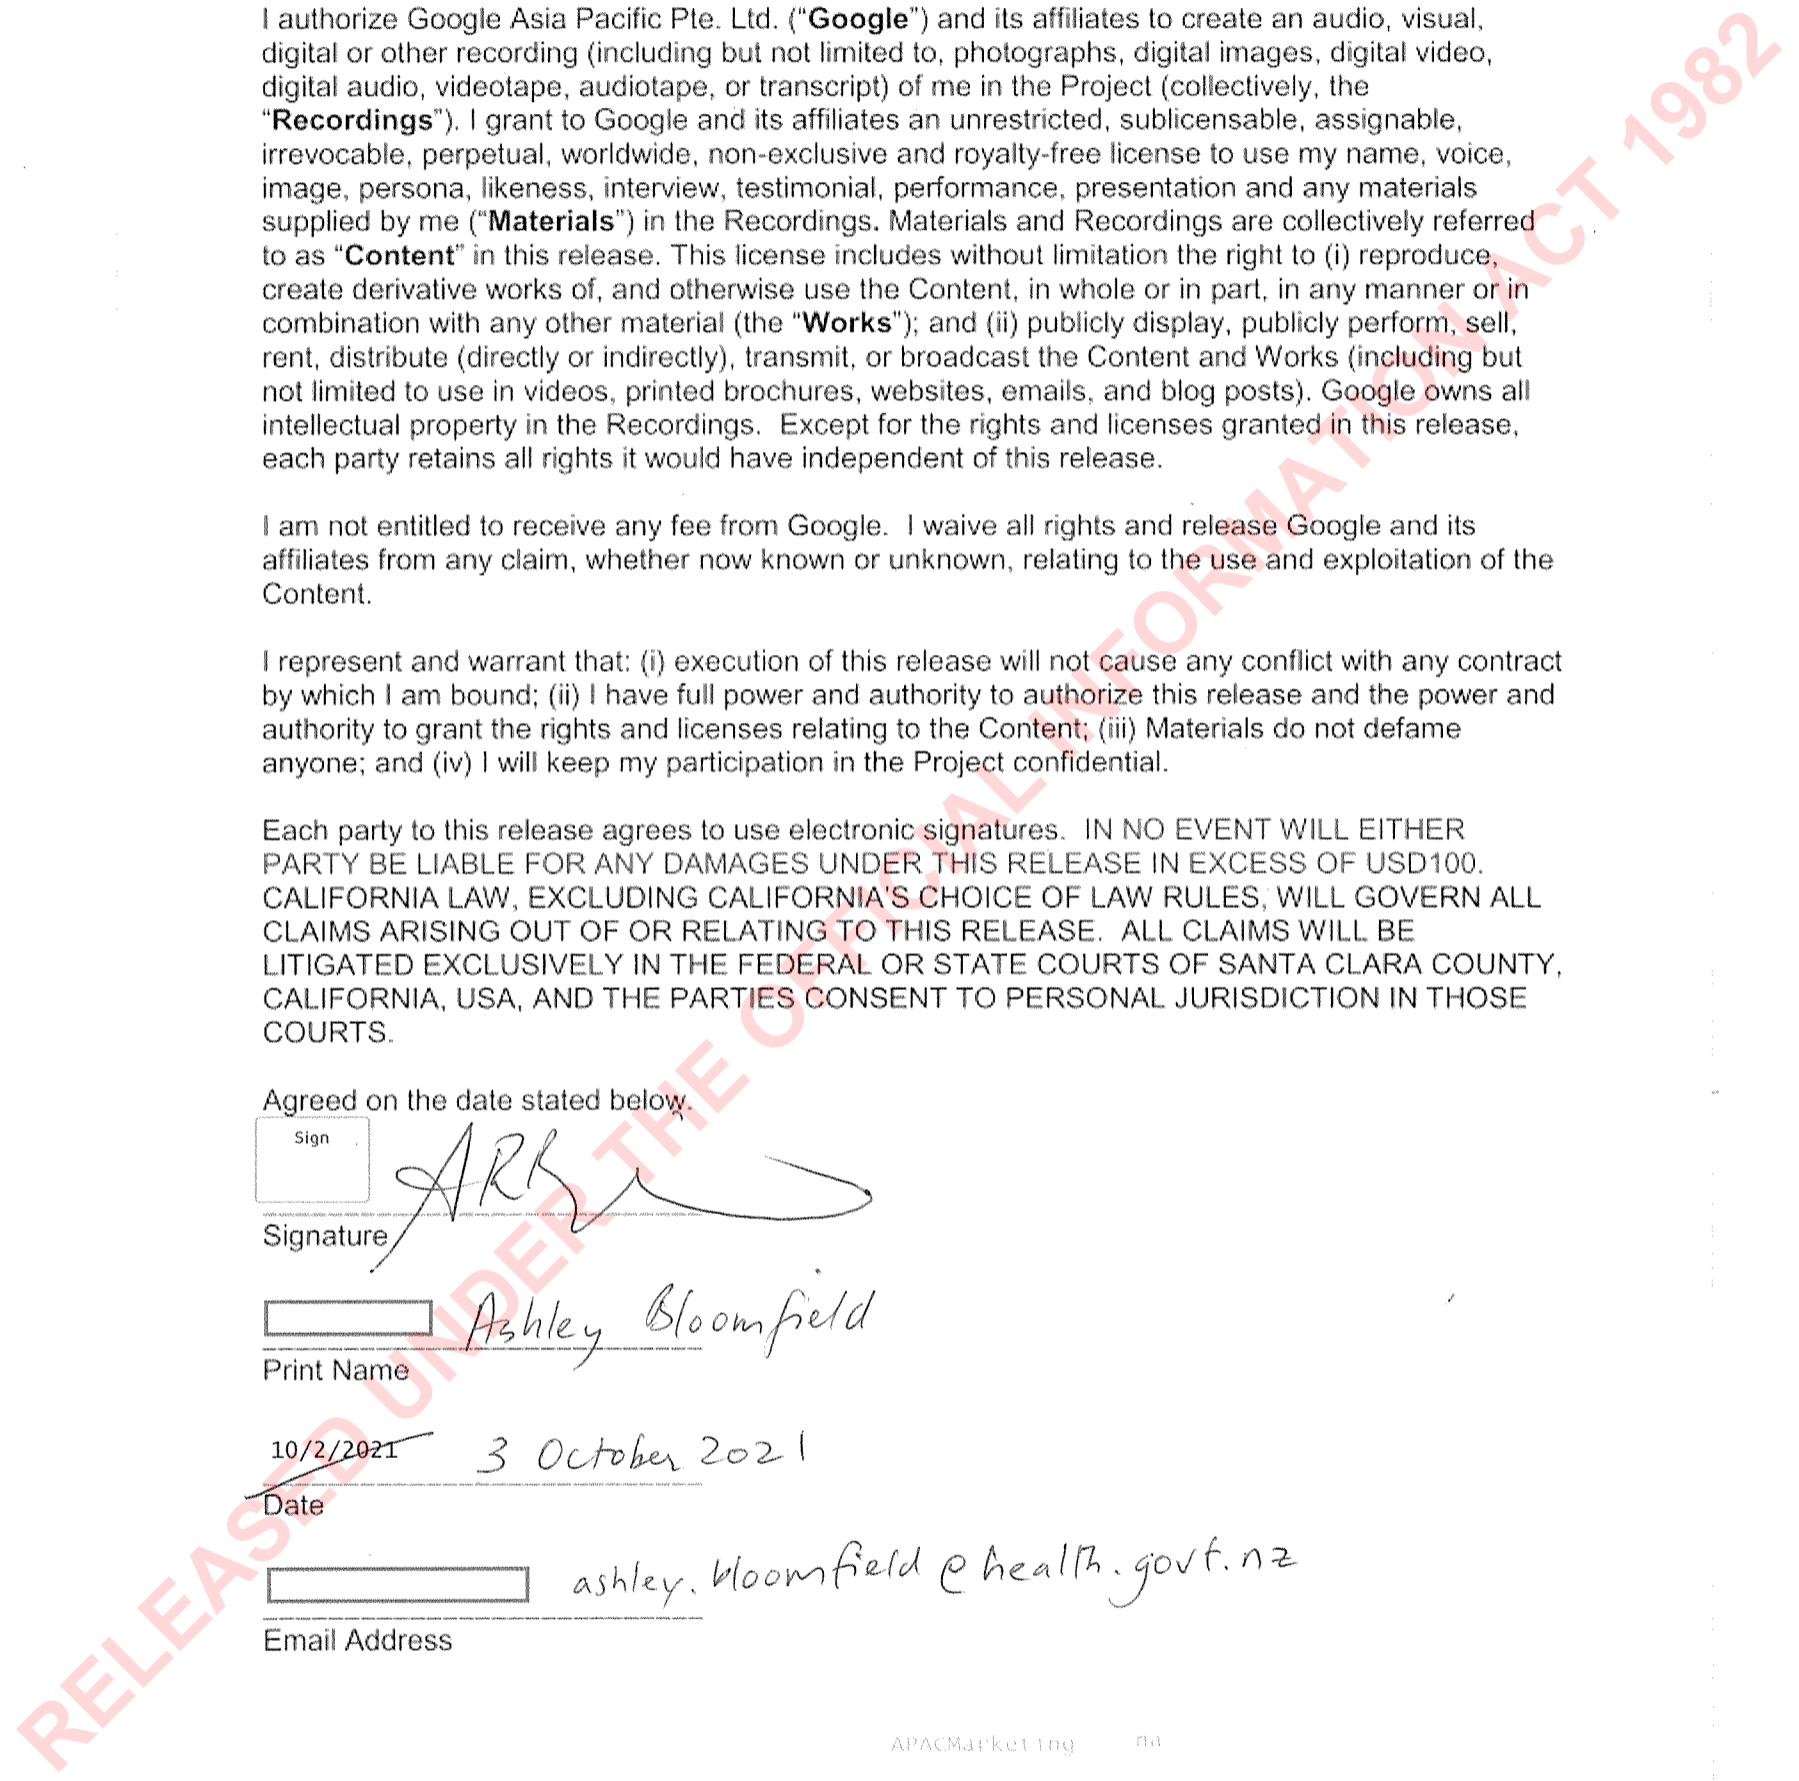 I authorize Google Asia Pacific Pte. Ltd. (“Google”) and its affiliates to create an audio, visual,
digital or other recording (including but not limited to, photographs, digital images, digital video,
digital audio, videotape, audiotape, or transcript) of me in the Project (collectively, the
“Recordings”). I grant to Google and its affiliates an unrestricted, sublicensable, assignable,
irrevocable, perpetual, worldwide, non-exclusive and royalty-free license to use my name, voice,
image, persona, likeness, interview, testimonial, performance, presentation and any materials
supplied by me (“Materials”) in the Recordings. Materials and Recordings are collectively referred
to as “Content” in this release. This license includes without limitation the right to (i) reproduce,
create derivative works of, and otherwise use the Content, in whole or in part, in any manner or in
combination with any other material (the “Works”); and (ii) publicly display, publicly perform, sell,
rent, distribute (directly or indirectly), transmit, or broadcast the Content and Works (including but
not limited to use in videos, printed brochures, websites, emails, and blog posts). Google owns all
intellectual property in the Recordings. Except for the rights and licenses granted in this release,
each party retains all rights it would have independent of this release.
I am not entitled to receive any fee from Google. I waive all rights and release Google and its
affiliates from any claim, whether now known or unknown, relating to the use and exploitation of the
Content.
I represent and warrant that: (i) execution of this release will not cause any conflict with any contract
by which I am bound; (ii) I have full power and authority to authorize this release and the power and
authority to grant the rights and licenses relating to the Content; (iii) Materials do not defame
anyone; and (iv) I will keep my participation in the Project confidential.
Each party to this release agrees to use electronic signatures. IN NO EVENT WILL EITHER
PARTY BE LIABLE FOR ANY DAMAGES UNDER THIS RELEASE IN EXCESS OF USD100.
CALIFORNIA LAW, EXCLUDING CALIFORNIA'S CHOICE OF LAW RULES, WILL GOVERN ALL
CLAIMS ARISING OUT OF OR RELATING TO THIS RELEASE. ALL CLAIMS WILL BE
LITIGATED EXCLUSIVELY IN THE FEDERAL OR STATE COURTS OF SANTA CLARA COUNTY,
CALIFORNIA, USA, AND THE PARTIES CONSENT TO PERSONAL JURISDICTION IN THOSE
COURTS.
Agreed on the date stated below.
Sign
Signature
Ashley Bloomfield
Print Name
10/2/2021 3 October 2021
Date
ashley.bloomfield@health.govt.nz
Email Address
APACMarketing na
RELEASED UNDER THE OFFICIAL INFORMATION ACT 1982